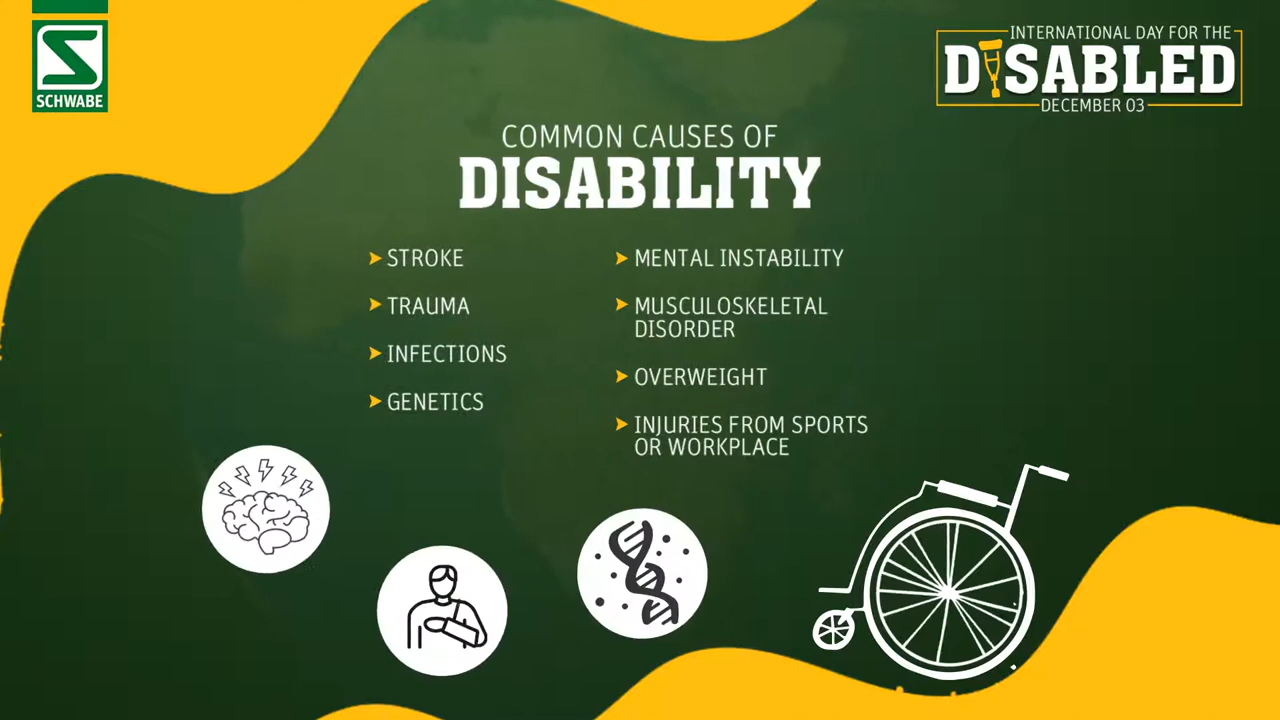 SCHWABE
INTERNATIONAL DAY FOR THE
DISABLED
DECEMBER 03
COMMON CAUSES OF
DISABILITY
STROKE
TRAUMA
INFECTIONS
GENETICS
MENTAL INSTABILITY
MUSCULOSKELETAL
DISORDER
OVERWEIGHT
INJURIES FROM SPORTS
OR WORKPLACE